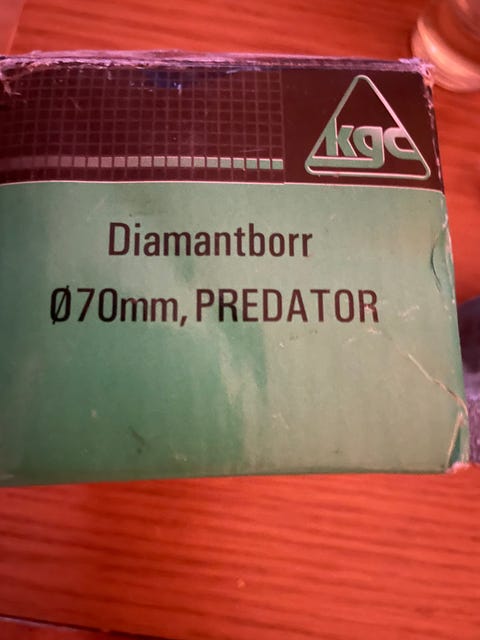 kgc
Diamantborr
Ø70mm, PREDATOR